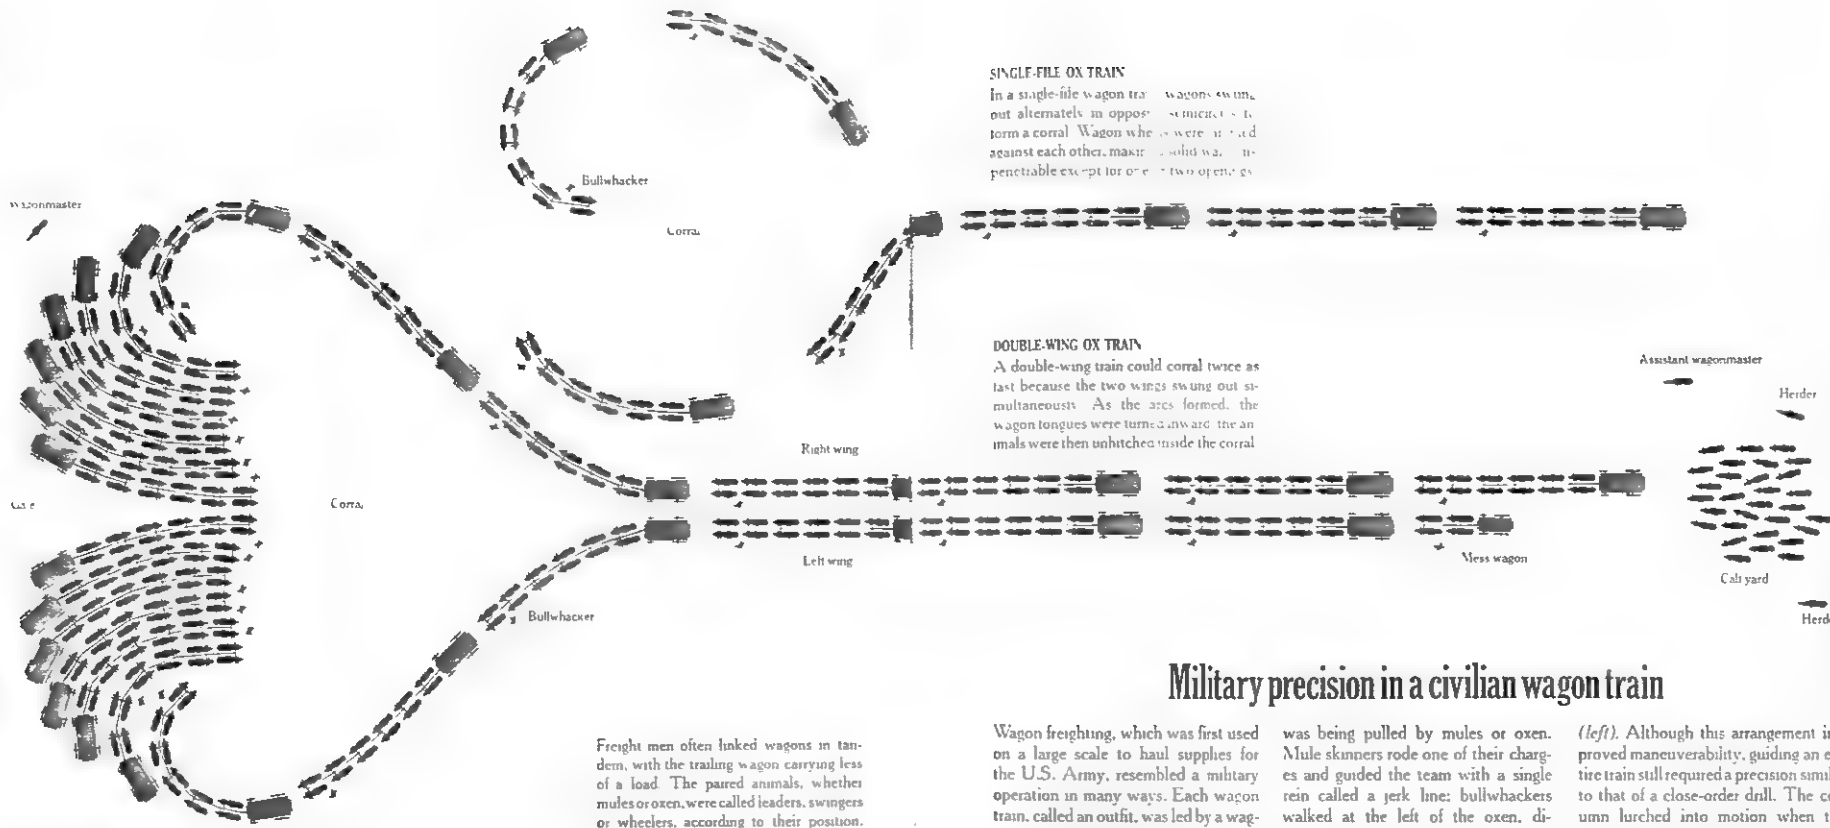 SINGLE-FILE OX TRAIN
In a single-file wagon wagons swung
out alternately in
form a corral Wagon were
against each other, solid
penetrable except for one two openings
Bullwhacker
Wagonmaster
Corral
DOUBLE-WING OX TRAIN
A double-wing train could corral twice as
fast because the two wings swung out si-
multaneously As the arcs formed, the
wagon tongues were turned inward the an
imals were then unhitched inside the corral
Assistant wagonmaster
Herder
Right wing
Gate
Corral
Left wing
Mess wagon
Calf yard
Bullwhacker
Herde
Military precision in a civilian wagon train
Freight men often linked wagons in tan-
dem, with the trailing wagon carrying less
of a load The paired animals, whether
mules or oxen, were called leaders, swingers
or wheelers, according to their position.
Wagon freighting, which was first used
on a large scale to haul supplies for
the U.S. Army, resembled a military
operation in many ways. Each wagon
train, called an outfit, was led by a wag-
was being pulled by mules or oxen.
Mule skinners rode one of their charg-
es and guided the team with a single
rein called a jerk line; bullwhackers
walked at the left of the oxen, di-
(left). Although this arrangement
proved maneuverability, guiding an
tire train still required a precision
to that of a close-order drill. The
umn lurched into motion when